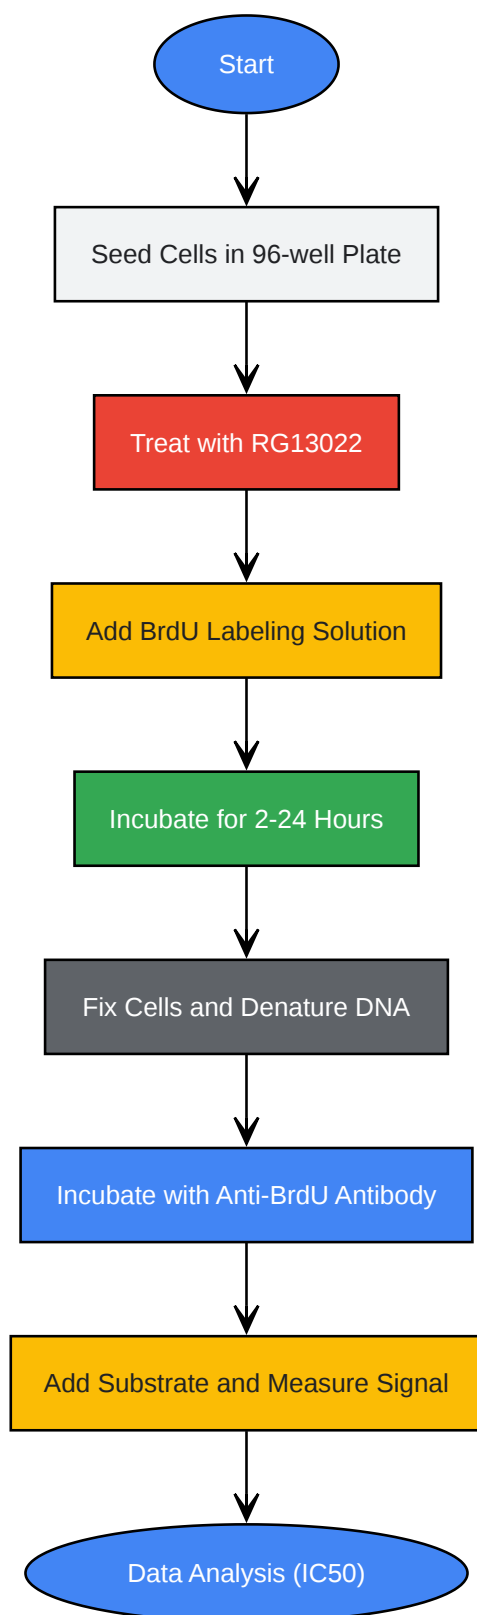 Start
Seed Cells in 96-well Plate
Treat with RG13022
Add BrdU Labeling Solution
Incubate for 2-24 Hours
Fix Cells and Denature DNA
Incubate with Anti-BrdU Antibody
Add Substrate and Measure Signal
Data Analysis (IC50)